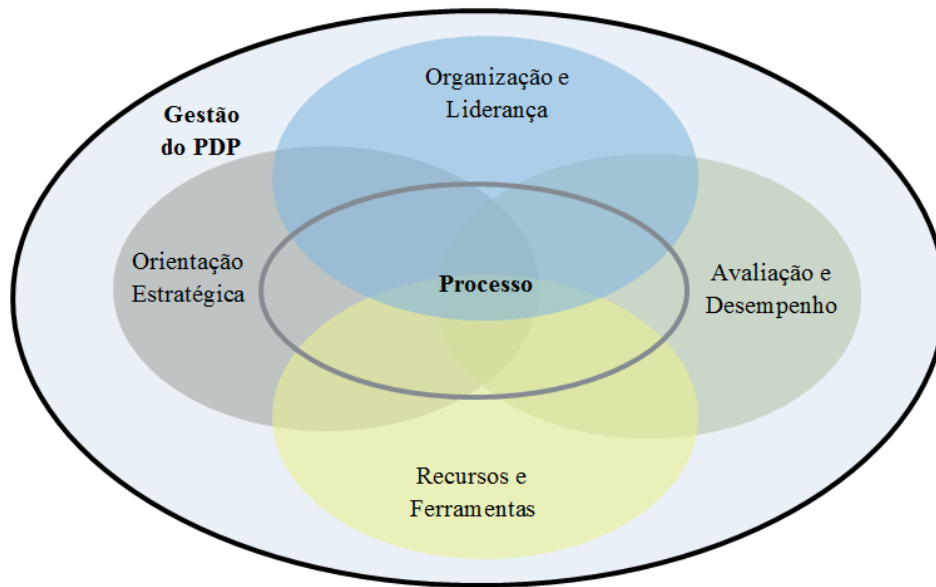 Organização e
Liderança
Gestão
do PDP
Orientação
Estratégica
Processo
Avaliação e
Desempenho
Recursos e
Ferramentas